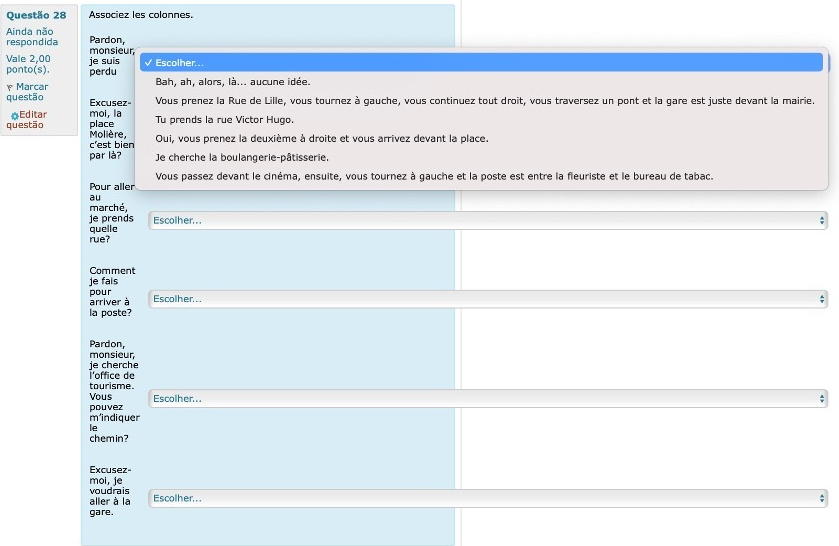 Questão 28
Ainda não
respondida
Vale 2,00
ponto(s).
Marcar
questão
Editar
questão
Associez les colonnes.
Pardon,
monsieur,
je suis
perdu
✓ Escolher...
Bah, ah, alors, là... aucune idée.
Vous prenez la Rue de Lille, vous tournez à gauche, vous continuez tout droit, vous traversez un pont et la gare est juste devant la mairie.
Tu prends la rue Victor Hugo.
Oui, vous prenez la deuxième à droite et vous arrivez devant la place.
Je cherche la boulangerie-pâtisserie.
Vous passez devant le cinéma, ensuite, vous tournez à gauche et la poste est entre la fleuriste et le bureau de tabac.
Excusez-
moi, la
place
Molière,
c'est bien
par là?
Pour aller
au
marché,
je prends
quelle
rue?
Escolher...
Comment
je fais
pour
arriver à
la poste?
Escolher...
Pardon,
monsieur,
je cherche
l'office de
tourisme.
Vous
pouvez
m'indiquer
le
chemin?
Escolher...
Excusez-
moi, je
voudrais
aller à la
gare.
Escolher...